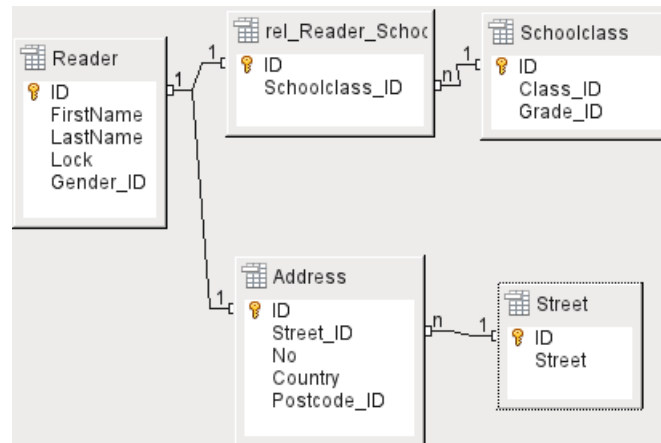 Reader
ID
FirstName
LastName
Lock
Gender_ID
1
1
rel_Reader_Schoo
ID
Schoolclass_ID
n
1
Schoolclass
ID
Class_ID
Grade_ID
1
Address
ID
Street_ID
No
Country
Postcode_ID
n
1
Street
ID
Street